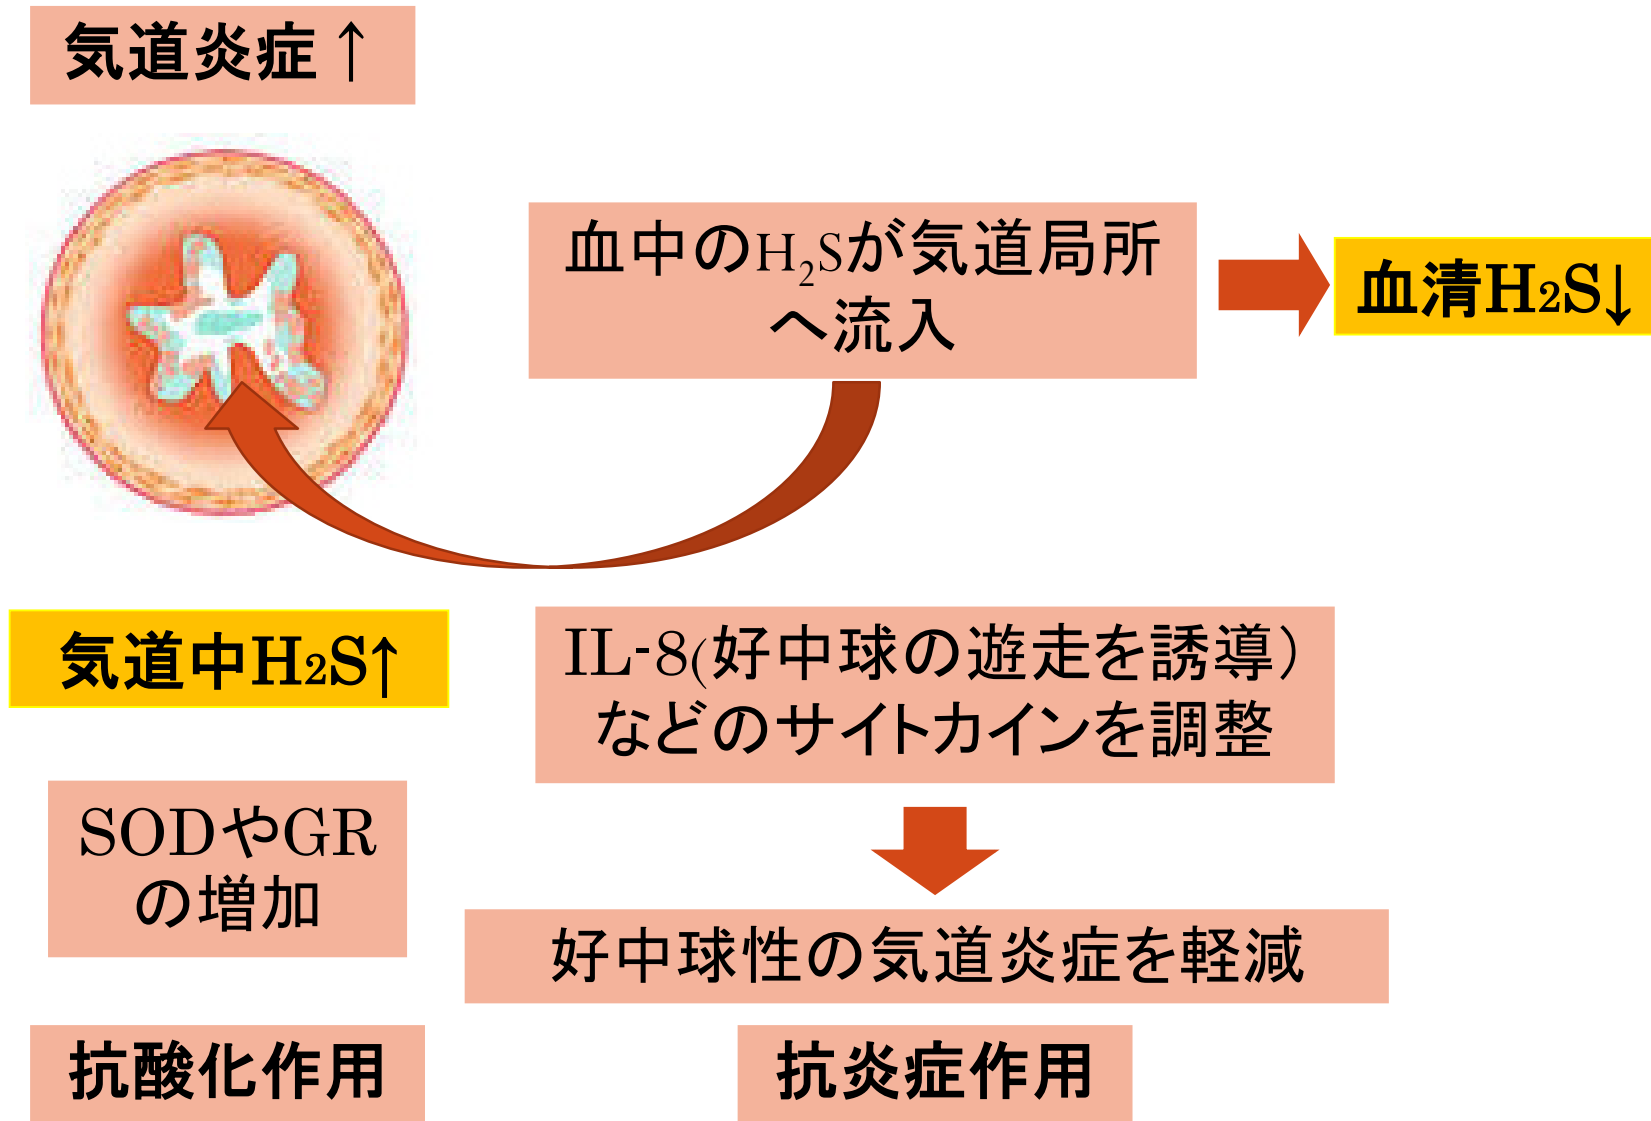 気道炎症↑
血中のH₂Sが気道局所
へ流入
血清H2S↓
気道中H2S↑
IL-8(好中球の遊走を誘導）
などのサイトカインを調整
SODやGR
の増加
好中球性の気道炎症を軽減
抗酸化作用
抗炎症作用